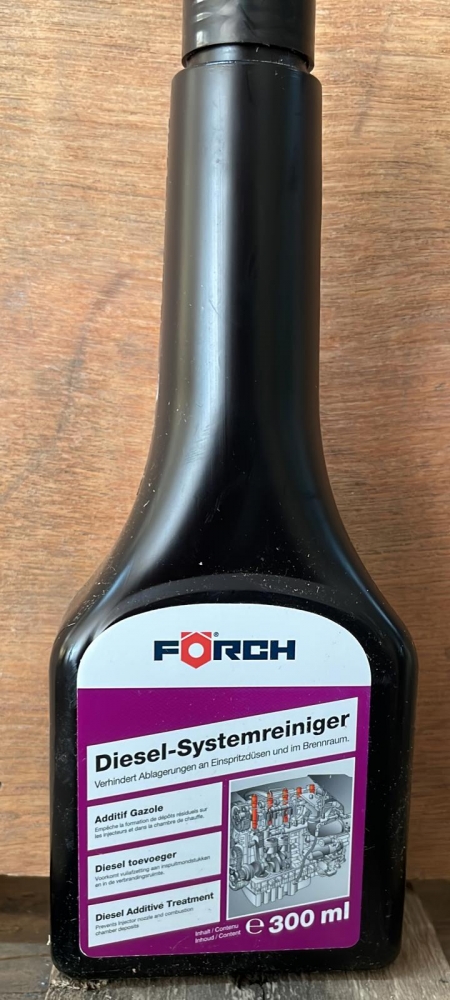 FÖRCH®
Diesel-Systemreiniger
Verhindert Ablagerungen an Einspritzdüsen und im Brennraum.
Additif Gazole
Empêche la formation de dépôts résiduels sur
les injecteurs et dans la chambre de chauffe.
Diesel toevoeger
Voorkomt vuilafzetting aan inspuitmondstukken
en in de verbrandingsruimte.
Diesel Additive Treatment
Prevents injector nozzle and combustion
chamber deposits
Inhalt / Contenu
Inhoud / Content
℮ 300 ml